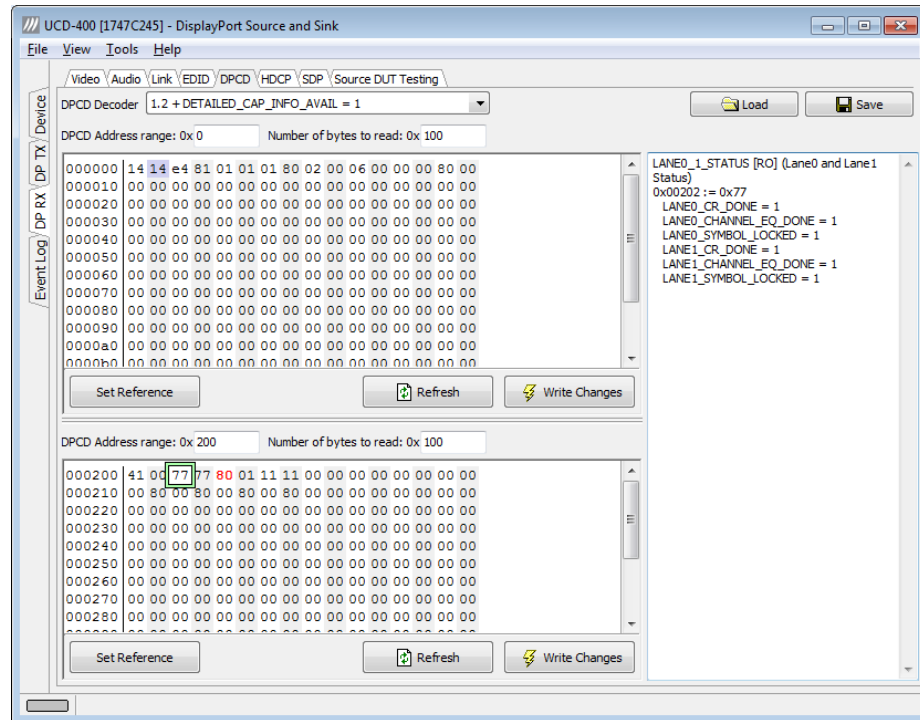 UCD-400 [1747C245] - DisplayPort Source and Sink
File View Tools Help
Video Audio Link EDID DPCD HDCP SDP Source DUT Testing
Device
DP TX
DP RX
Event Log
DPCD Decoder 1.2 + DETAILED_CAP_INFO_AVAIL = 1
Load Save
DPCD Address range: 0x 0 Number of bytes to read: 0x 100
000000 14 14 e4 81 01 01 01 80 02 00 06 00 00 00 80 00
000010 00 00 00 00 00 00 00 00 00 00 00 00 00 00 00 00
000020 00 00 00 00 00 00 00 00 00 00 00 00 00 00 00 00
000030 00 00 00 00 00 00 00 00 00 00 00 00 00 00 00 00
000040 00 00 00 00 00 00 00 00 00 00 00 00 00 00 00 00
000050 00 00 00 00 00 00 00 00 00 00 00 00 00 00 00 00
000060 00 00 00 00 00 00 00 00 00 00 00 00 00 00 00 00
000070 00 00 00 00 00 00 00 00 00 00 00 00 00 00 00 00
000080 00 00 00 00 00 00 00 00 00 00 00 00 00 00 00 00
000090 00 00 00 00 00 00 00 00 00 00 00 00 00 00 00 00
0000a0 00 00 00 00 00 00 00 00 00 00 00 00 00 00 00 00
0000b0 00 00 00 00 00 00 00 00 00 00 00 00 00 00 00 00
Set Reference Refresh Write Changes
DPCD Address range: 0x 200 Number of bytes to read: 0x 100
000200 41 00 77 77 80 01 11 11 00 00 00 00 00 00 00 00
000210 00 80 00 80 00 80 00 80 00 00 00 00 00 00 00 00
000220 00 00 00 00 00 00 00 00 00 00 00 00 00 00 00 00
000230 00 00 00 00 00 00 00 00 00 00 00 00 00 00 00 00
000240 00 00 00 00 00 00 00 00 00 00 00 00 00 00 00 00
000250 00 00 00 00 00 00 00 00 00 00 00 00 00 00 00 00
000260 00 00 00 00 00 00 00 00 00 00 00 00 00 00 00 00
000270 00 00 00 00 00 00 00 00 00 00 00 00 00 00 00 00
000280 00 00 00 00 00 00 00 00 00 00 00 00 00 00 00 00
Set Reference Refresh Write Changes
LANE0_1_STATUS [RO] (Lane0 and Lane1
Status)
0x00202 := 0x77
LANE0_CR_DONE = 1
LANE0_CHANNEL_EQ_DONE = 1
LANE0_SYMBOL_LOCKED = 1
LANE1_CR_DONE = 1
LANE1_CHANNEL_EQ_DONE = 1
LANE1_SYMBOL_LOCKED = 1